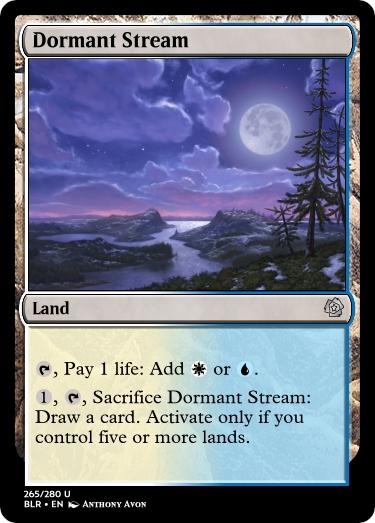 Dormant Stream
Land
, Pay 1 life: Add or .
1, , Sacrifice Dormant Stream:
Draw a card. Activate only if you
control five or more lands.
265/280 U
BLR • EN Anthony Avon